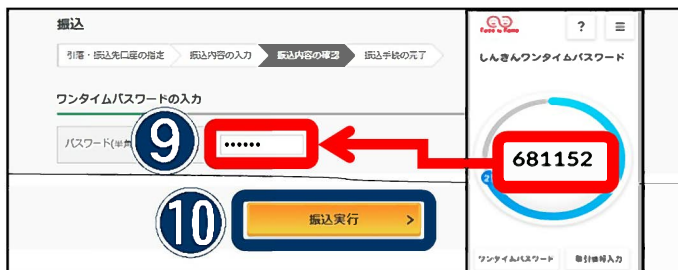 振込
引落・振込先口座の指定 振込内容の入力 振込内容の確認 振込手続の完了
ワンタイムパスワードの入力
パスワード(半角
9
••••••
10
振込実行 >
Face to Face
? ≡
しんきんワンタイムパスワード
681152
2
ワンタイムパスワード 取引情報入力